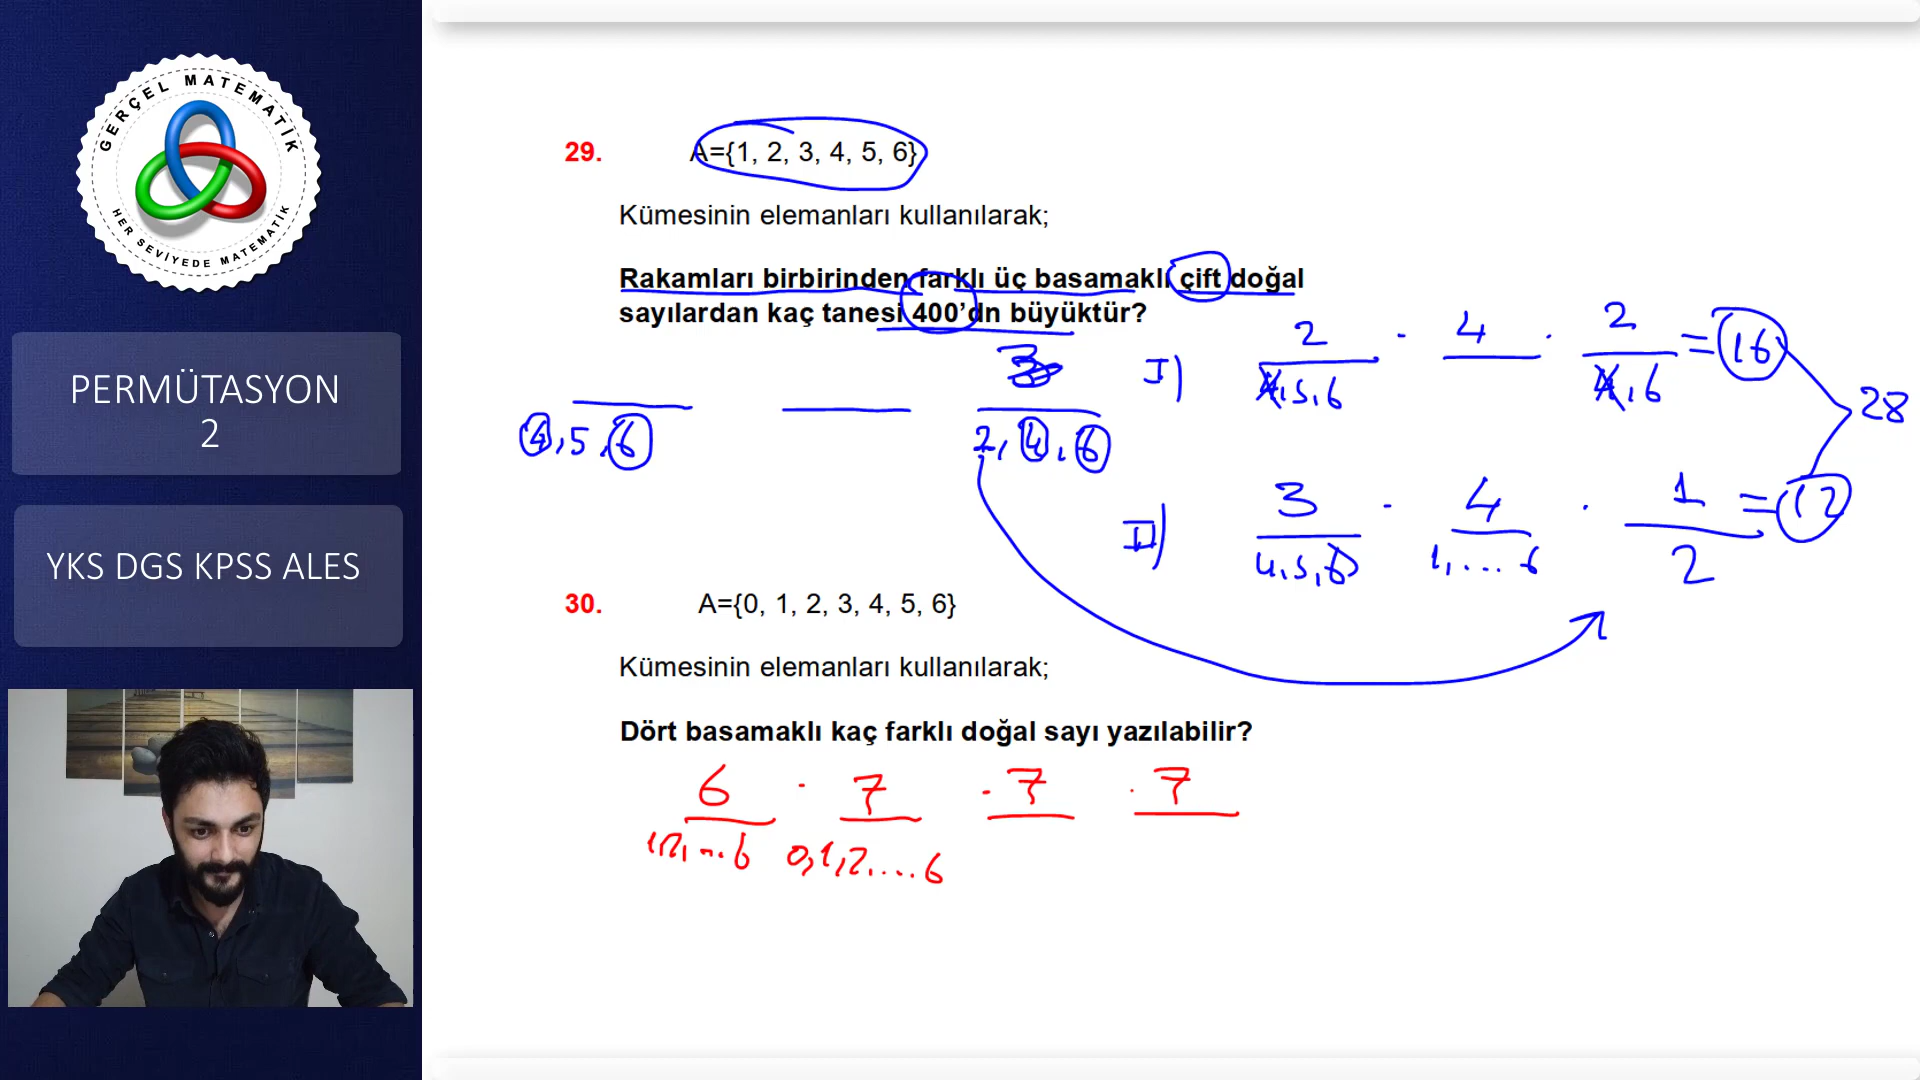 GERÇEL MATEMATİK
HER SEVİYEDE MATEMATİK
PERMÜTASYON
2
YKS DGS KPSS ALES
29. A={1, 2, 3, 4, 5, 6}
Kümesinin elemanları kullanılarak;
Rakamları birbirinden farklı üç basamaklı çift doğal
sayılardan kaç tanesi 400’dn büyüktür?
4, 5, 6 2, 4, 6
I) 2 · 4 · 2 = 16
4, 5, 6 4, 6
28
II) 3 · 4 · 1 = 12
4, 5, 6 1, ... 6 2
30. A={0, 1, 2, 3, 4, 5, 6}
Kümesinin elemanları kullanılarak;
Dört basamaklı kaç farklı doğal sayı yazılabilir?
6 · 7 · 7 · 7
1,2, ... 6 0,1,2, .... 6